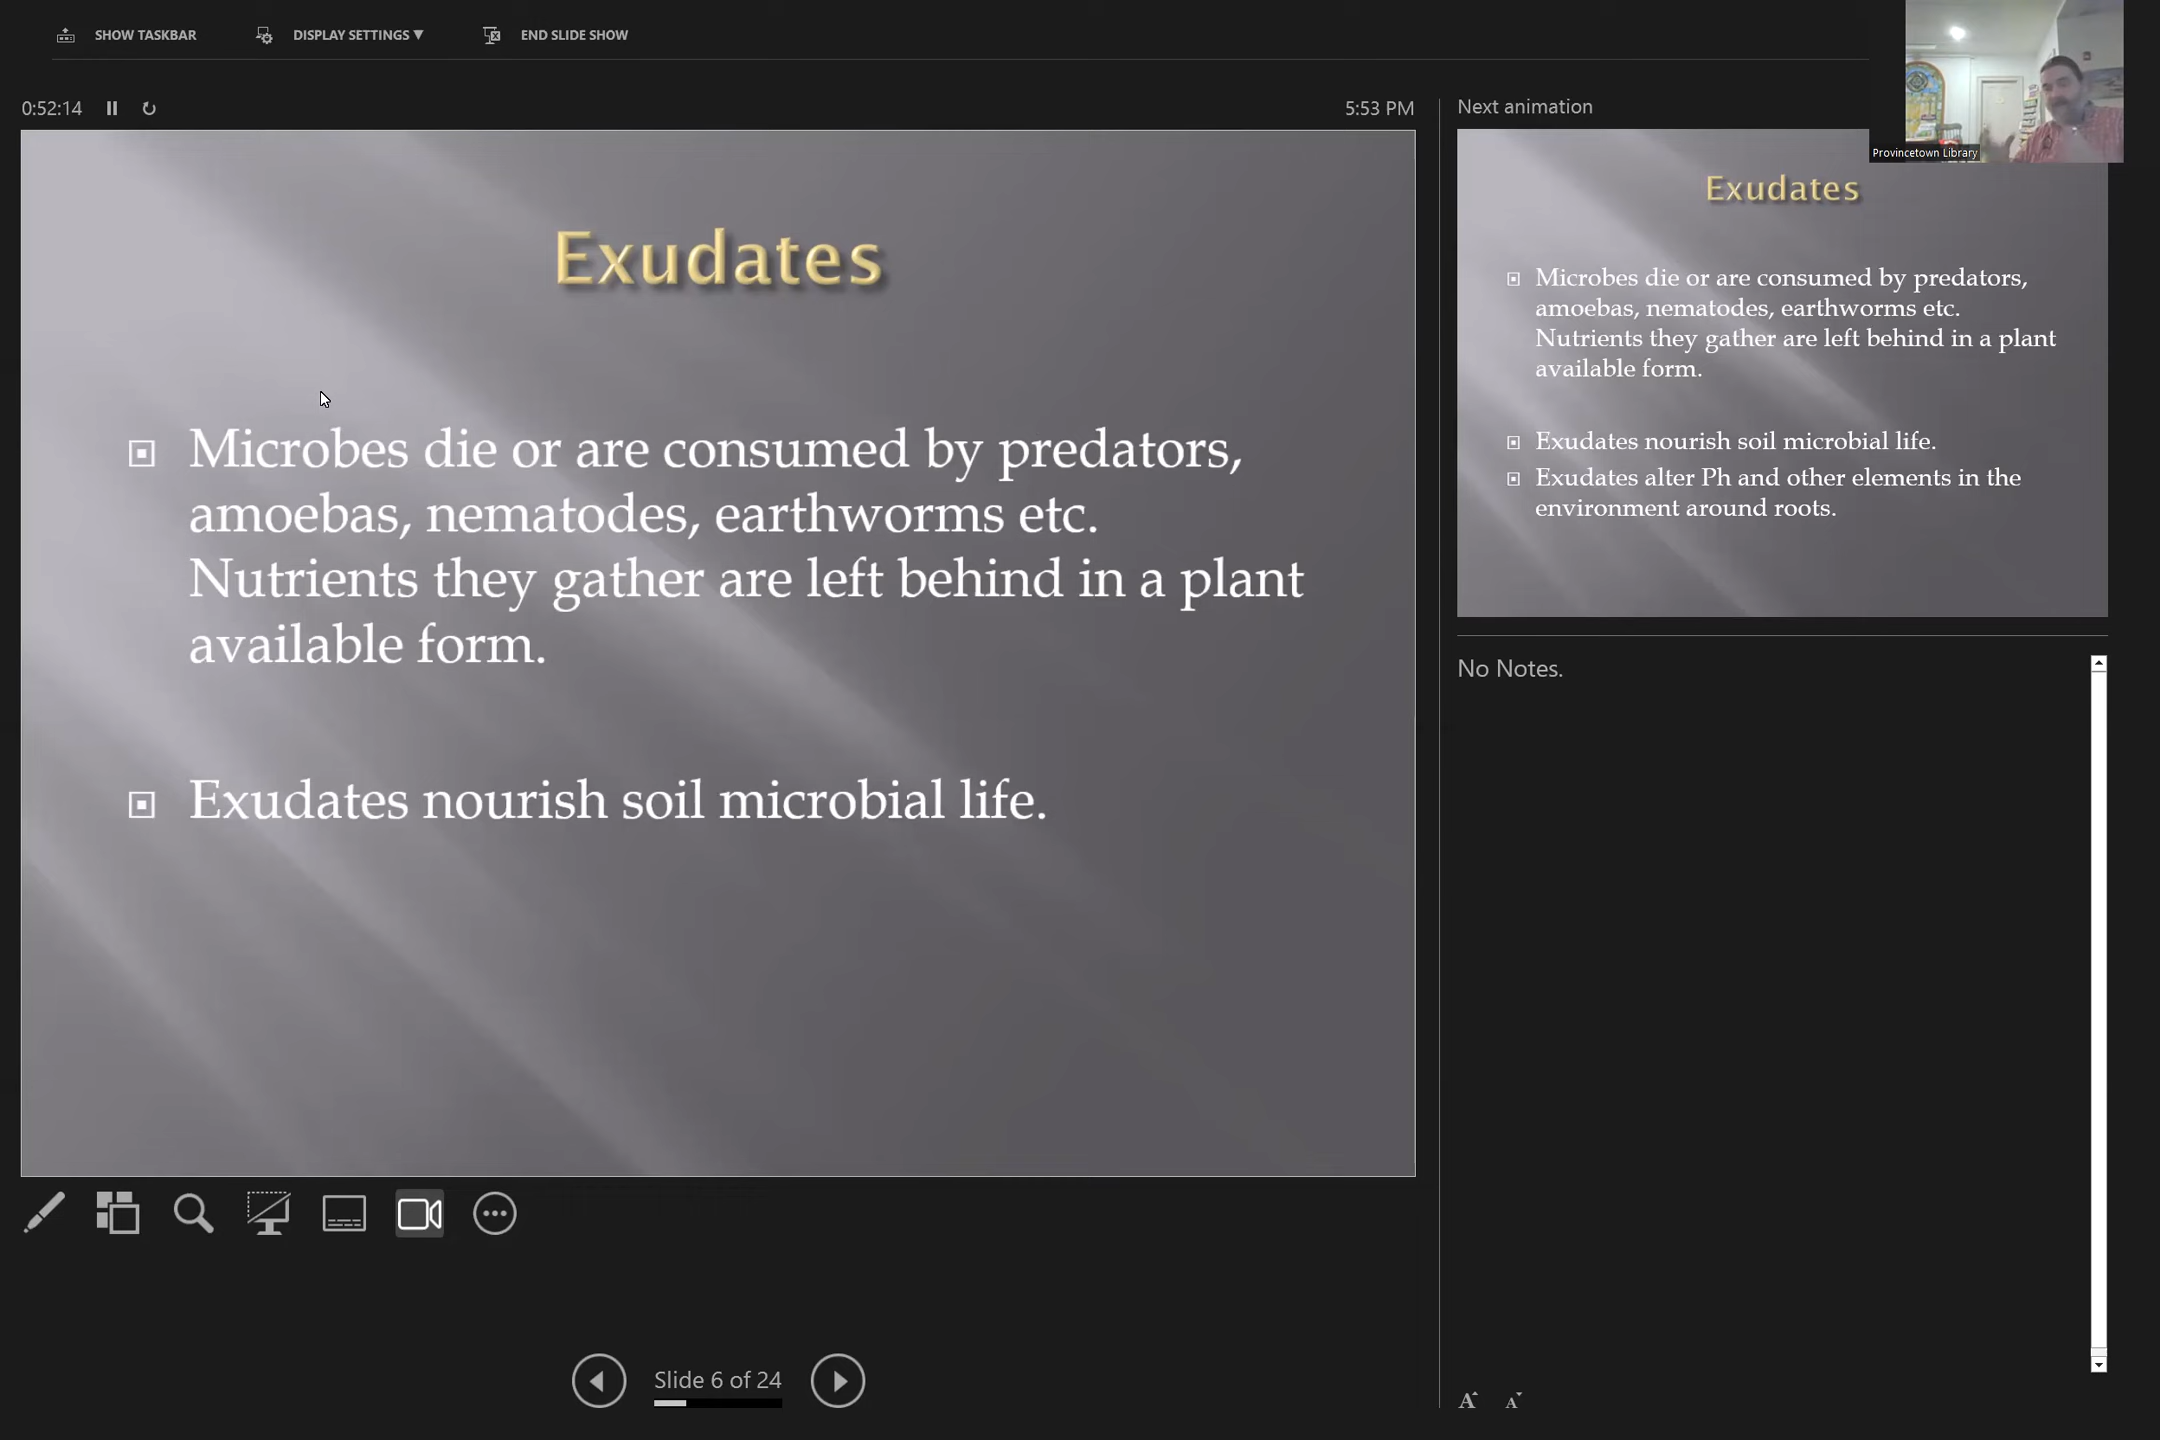 SHOW TASKBAR
DISPLAY SETTINGS ▼
END SLIDE SHOW
0:52:14
5:53 PM
Exudates
Microbes die or are consumed by predators,
amoebas, nematodes, earthworms etc.
Nutrients they gather are left behind in a plant
available form.
Exudates nourish soil microbial life.
Slide 6 of 24
Next animation
Provincetown Library
Exudates
Microbes die or are consumed by predators,
amoebas, nematodes, earthworms etc.
Nutrients they gather are left behind in a plant
available form.
Exudates nourish soil microbial life.
Exudates alter Ph and other elements in the
environment around roots.
No Notes.
A A